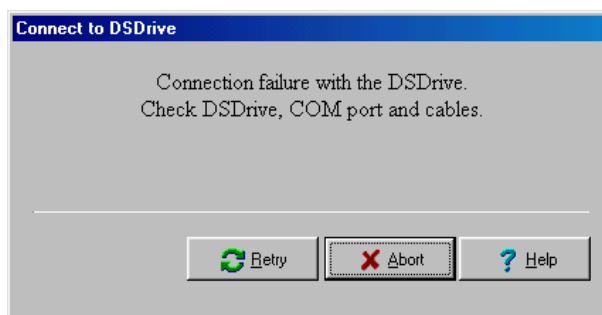 Connect to DSDrive
Connection failure with the DSDrive.
Check DSDrive, COM port and cables.
Retry
Abort
Help